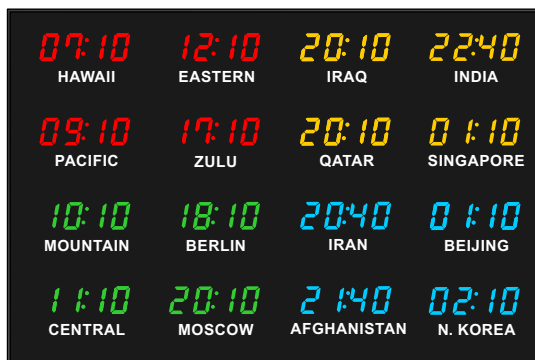 07:10 12:10 20:10 22:40
HAWAII EASTERN IRAQ INDIA
09:10 17:10 20:10 01:10
PACIFIC ZULU QATAR SINGAPORE
10:10 18:10 20:40 01:10
MOUNTAIN BERLIN IRAN BEIJING
11:10 20:10 21:40 02:10
CENTRAL MOSCOW AFGHANISTAN N. KOREA